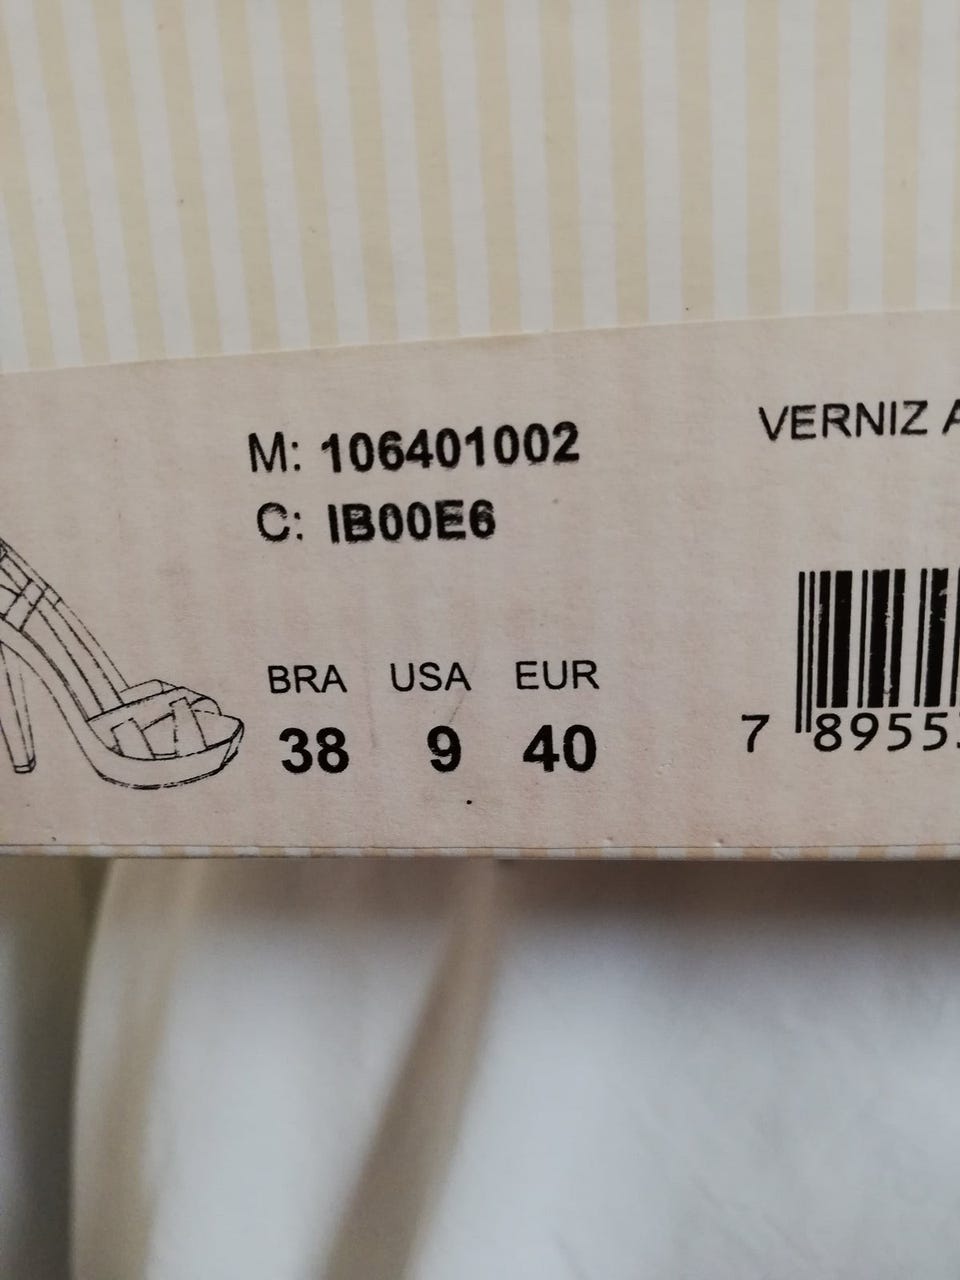 M: 106401002
C: IB00E6
VERNIZ
BRA USA EUR
38 9 40
7 8955